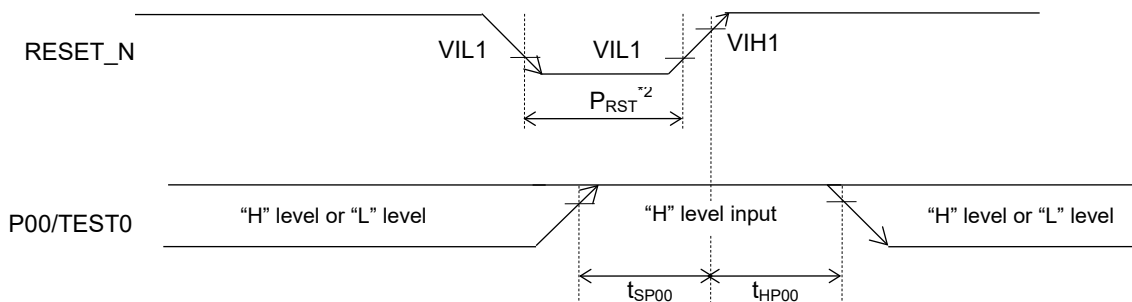 RESET_N
VIL1
VIL1
VIH1
PRST*2
P00/TEST0
“H” level or “L” level
“H” level input
“H” level or “L” level
tSP00
tHP00